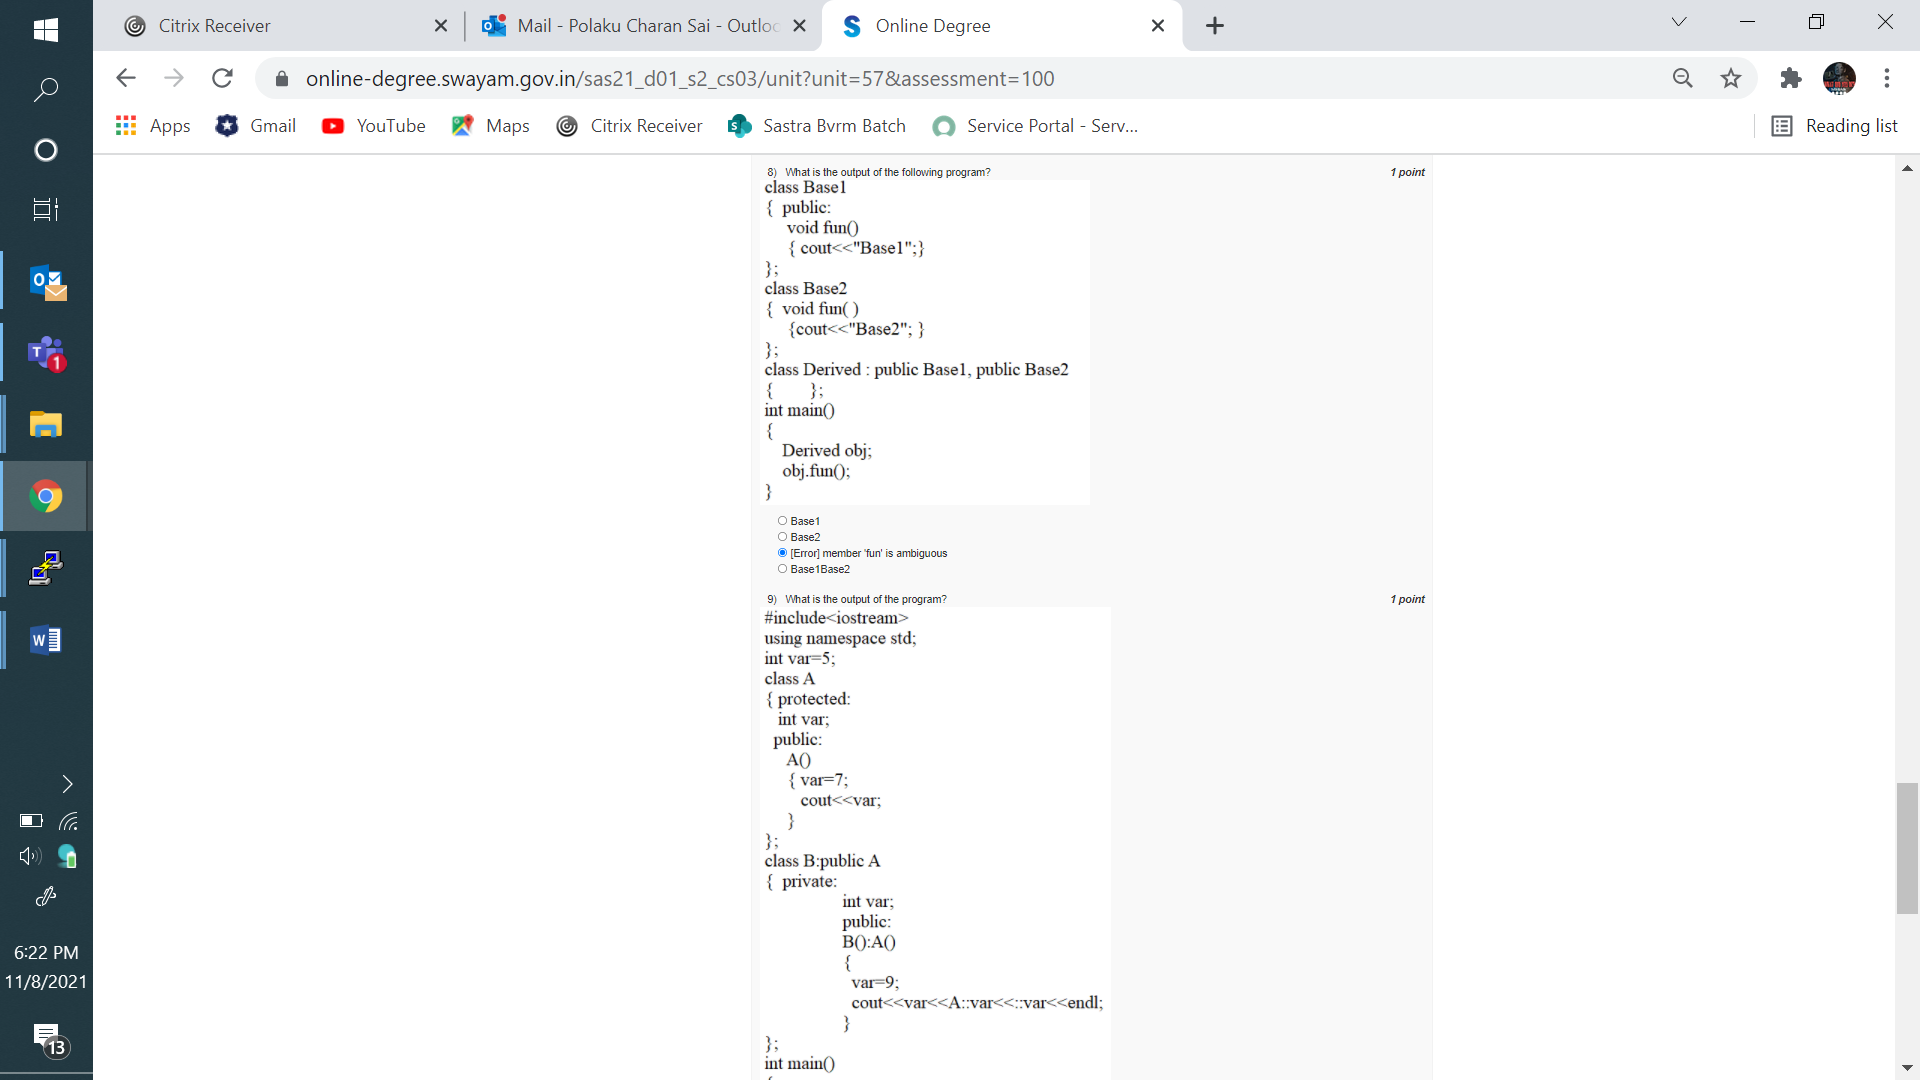 Citrix Receiver
Mail - Polaku Charan Sai - Outloo
Online Degree
online-degree.swayam.gov.in/sas21_d01_s2_cs03/unit?unit=57&assessment=100
Apps
Gmail
YouTube
Maps
Citrix Receiver
Sastra Bvrm Batch
Service Portal - Serv...
Reading list
8) What is the output of the following program?
1 point
class Base1
{ public:
void fun()
{ cout<<"Base1";}
};
class Base2
{ void fun( )
{cout<<"Base2"; }
};
class Derived : public Base1, public Base2
{ };
int main()
{
Derived obj;
obj.fun();
}
Base1
Base2
[Error] member 'fun' is ambiguous
Base1Base2
9) What is the output of the program?
1 point
#include<iostream>
using namespace std;
int var=5;
class A
{ protected:
int var;
public:
A()
{ var=7;
cout<<var;
}
};
class B:public A
{ private:
int var;
public:
B():A()
{
var=9;
cout<<var<<A::var<<::var<<endl;
}
};
int main()
1
6:22 PM
11/8/2021
13